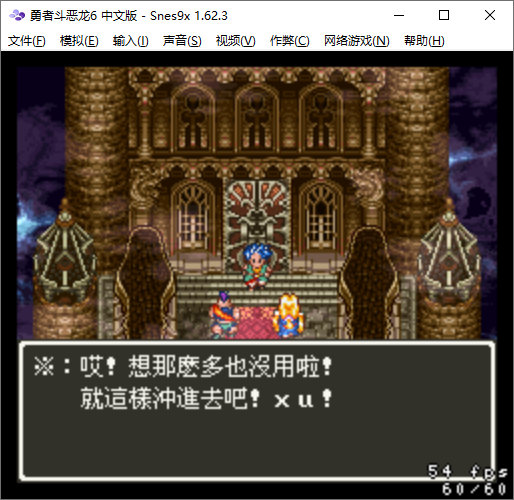 勇者斗恶龙6 中文版 - Snes9x 1.62.3
文件(F) 模拟(E) 输入(I) 声音(S) 视频(V) 作弊(C) 网络游戏(N) 帮助(H)
※：哎！想那麽多也沒用啦！
就這樣沖進去吧！xu！
54 fps
60/60